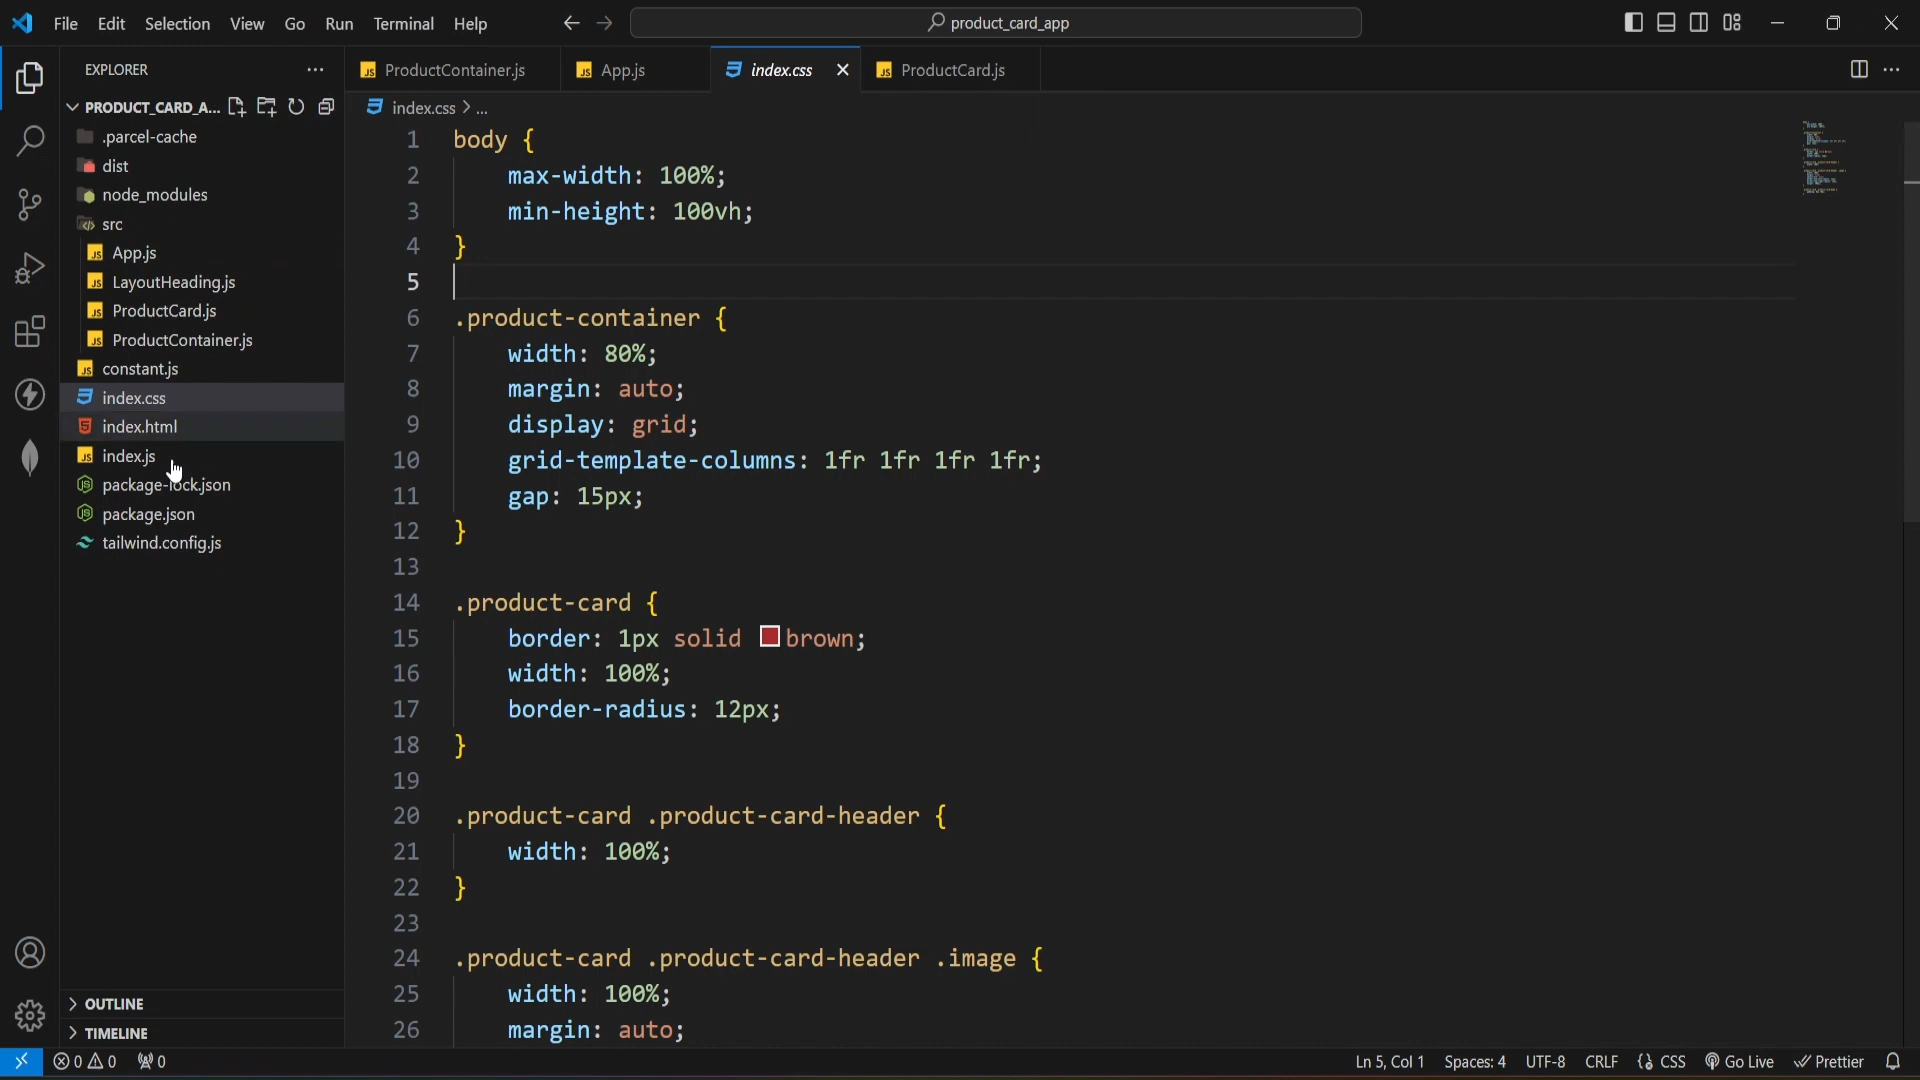 File Edit Selection View Go Run Terminal Help
product_card_app
EXPLORER
PRODUCT_CARD_A...
.parcel-cache
dist
node_modules
src
App.js
LayoutHeading.js
ProductCard.js
ProductContainer.js
constant.js
index.css
index.html
index.js
package-lock.json
package.json
tailwind.config.js
OUTLINE
TIMELINE
ProductContainer.js App.js index.css ProductCard.js
index.css > ...
1 body {
2 max-width: 100%;
3 min-height: 100vh;
4 }
5
6 .product-container {
7 width: 80%;
8 margin: auto;
9 display: grid;
10 grid-template-columns: 1fr 1fr 1fr 1fr;
11 gap: 15px;
12 }
13
14 .product-card {
15 border: 1px solid brown;
16 width: 100%;
17 border-radius: 12px;
18 }
19
20 .product-card .product-card-header {
21 width: 100%;
22 }
23
24 .product-card .product-card-header .image {
25 width: 100%;
26 margin: auto;
0 0 0 Ln 5, Col 1 Spaces: 4 UTF-8 CRLF {} CSS Go Live Prettier